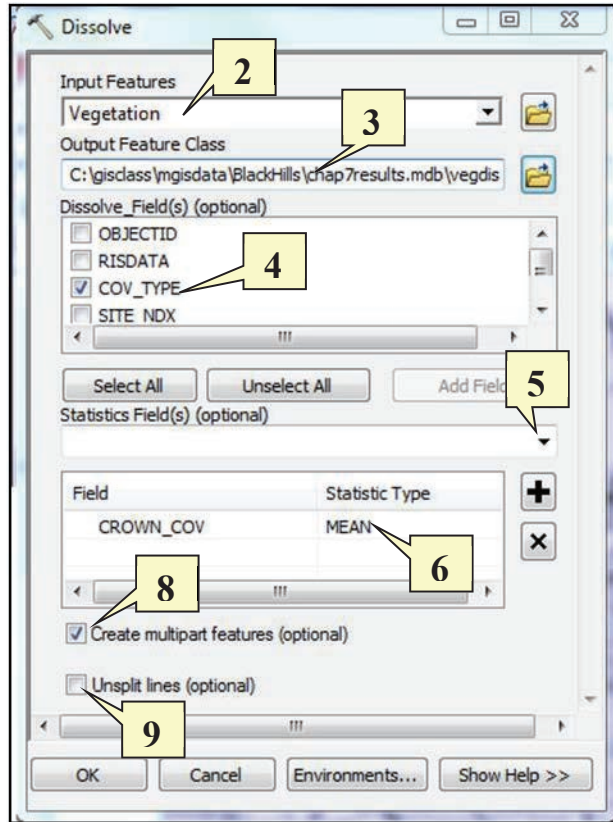 Dissolve
Input Features
2
Vegetation
Output Feature Class
3
C:\gisclass\mgisdata\BlackHills\chap7results.mdb\vegdis
Dissolve_Field(s) (optional)
OBJECTID
RISDATA
4
COV_TYPE
SITE_NDX
Select All Unselect All Add Field
5
Statistics Field(s) (optional)
Field Statistic Type
CROWN_COV MEAN
6
8
Create multipart features (optional)
Unsplit lines (optional)
9
OK Cancel Environments... Show Help >>